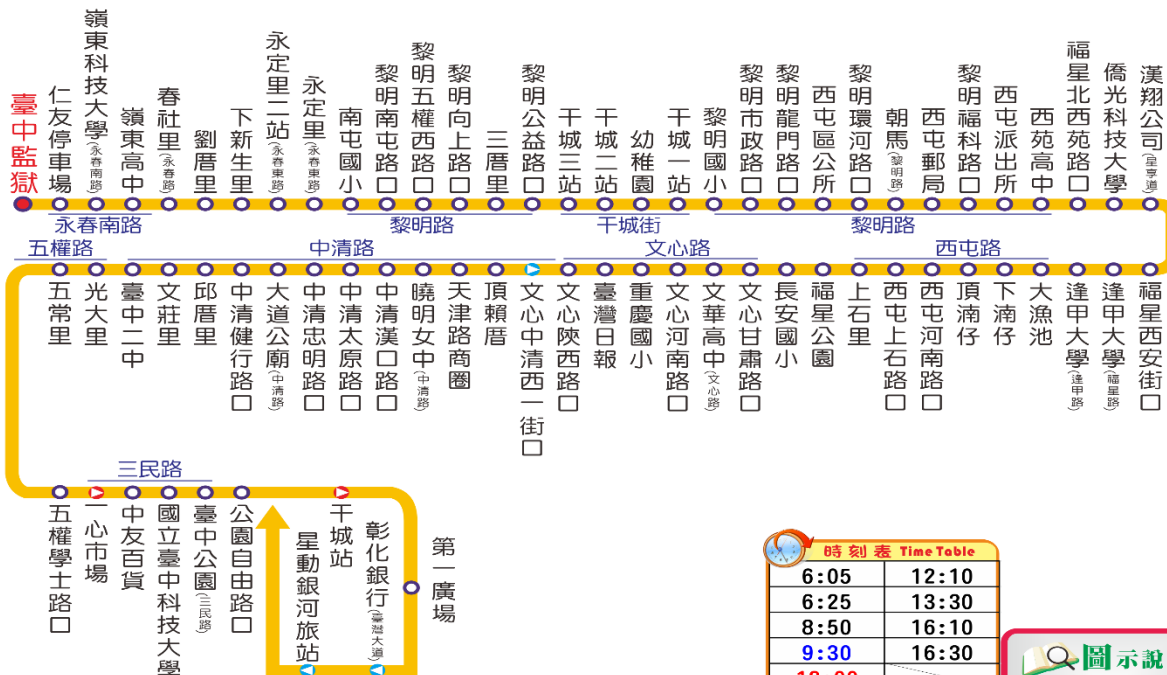 臺中監獄
仁友停車場
嶺東科技大學(永春南路)
嶺東高中
春社里(永春路)
劉厝里
下新生里
永定里二站(永春東路)
永定里(永春東路)
南屯國小
黎明南屯路口
黎明五權西路口
黎明向上路口
三厝里
黎明公益路口
干城三站
干城二站
幼稚園
干城一站
黎明國小
黎明市政路口
黎明龍門路口
西屯區公所
黎明環河路口
朝馬(黎明路)
西屯郵局
黎明福科路口
西屯派出所
西苑高中
福星北西苑路口
僑光科技大學
漢翔公司(星享道)
永春南路
黎明路
干城街
黎明路
五權路
中清路
文心路
西屯路
五常里
光大里
臺中二中
文莊里
邱厝里
中清健行路口
大道公廟(中清路)
中清忠明路口
中清太原路口
中清漢口路口
曉明女中(中清路)
天津路商圈
頂賴厝
文心中清西一街口
文心陝西路口
臺灣日報
重慶國小
文心河南路口
文華高中(文心路)
文心甘肅路口
長安國小
福星公園
上石里
西屯上石路口
西屯河南路口
頂湳仔
下湳仔
大漁池
逢甲大學(逢甲路)
逢甲大學(福星路)
福星西安街口
三民路
五權學士路口
一心市場
中友百貨
國立臺中科技大學
臺中公園(三民路)
公園自由路口
星動銀河旅站
干城站
彰化銀行(臺灣大道)
第一廣場
時刻表 Time Table
6:05 12:10
6:25 13:30
8:50 16:10
9:30 16:30
圖示說